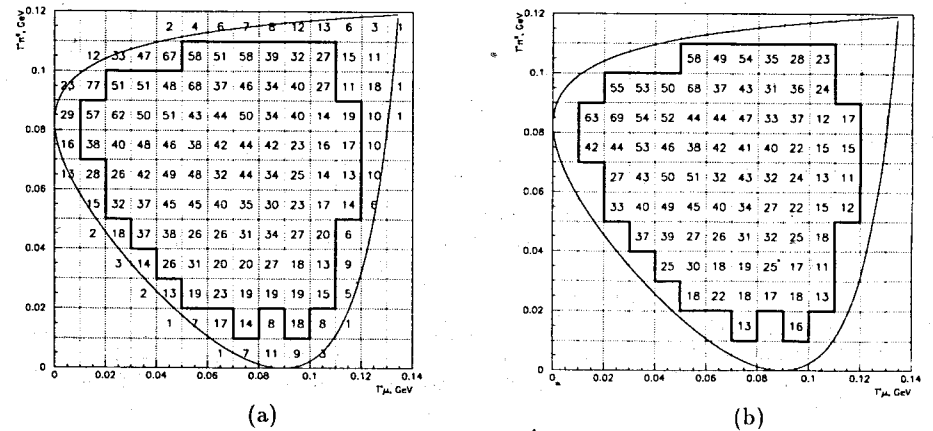 0.12
T*π°, GeV
2 4 6 7 8 12 13 6 3 1
12 33 47 67 58 51 58 39 32 27 15 11
0.1
23 77 51 51 48 68 37 46 34 40 27 11 18 1
29 57 62 50 51 43 44 50 34 40 14 19 10 1
0.08
16 38 40 48 46 38 42 44 42 23 16 17 10
13 28 26 42 49 48 32 44 34 25 14 13 10
0.06
15 32 37 45 45 40 35 30 23 17 14 6
2 18 37 38 26 26 31 34 27 20 6
0.04
3 14 26 31 20 20 27 18 13 9
2 13 19 23 19 19 19 19 15 5
0.02
1 7 17 14 8 18 8 1
1 7 11 9 3
0
0 0.02 0.04 0.06 0.08 0.1 0.12 0.14
T*μ, GeV
(a)
0.12
T*π°, GeV
58 49 54 35 28 23
0.1
55 53 50 68 37 43 31 36 24
63 69 54 52 44 44 47 33 37 12 17
0.08
42 44 53 46 38 42 41 40 22 15 15
27 43 50 51 32 43 32 24 13 11
0.06
33 40 49 45 40 34 27 22 15 12
37 39 27 26 31 32 25 18
0.04
25 30 18 19 25 17 11
18 22 18 17 18 13
0.02
13 16
0
0 0.02 0.04 0.06 0.08 0.1 0.12 0.14
T*μ, GeV
(b)